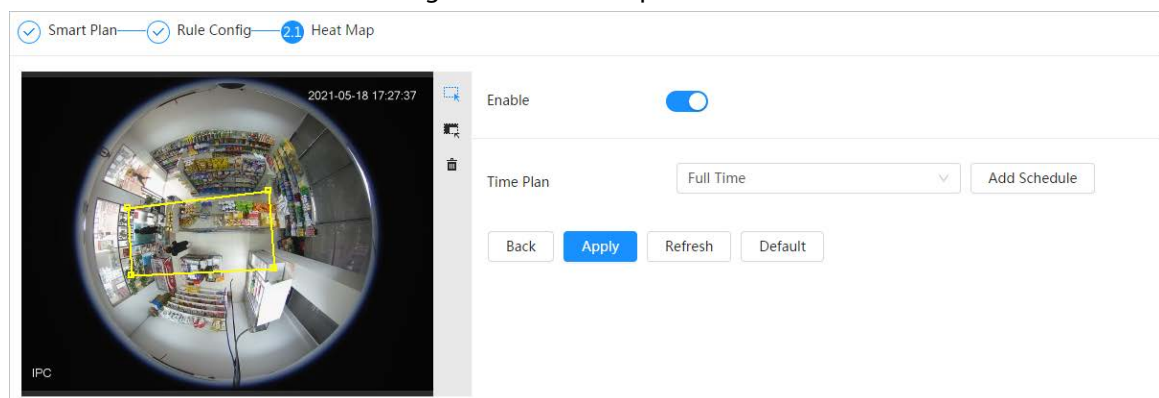 Smart Plan
Rule Config
2.1 Heat Map
2021-05-18 17:27:37
Enable
Time Plan
Full Time
Add Schedule
Back
Apply
Refresh
Default
IPC